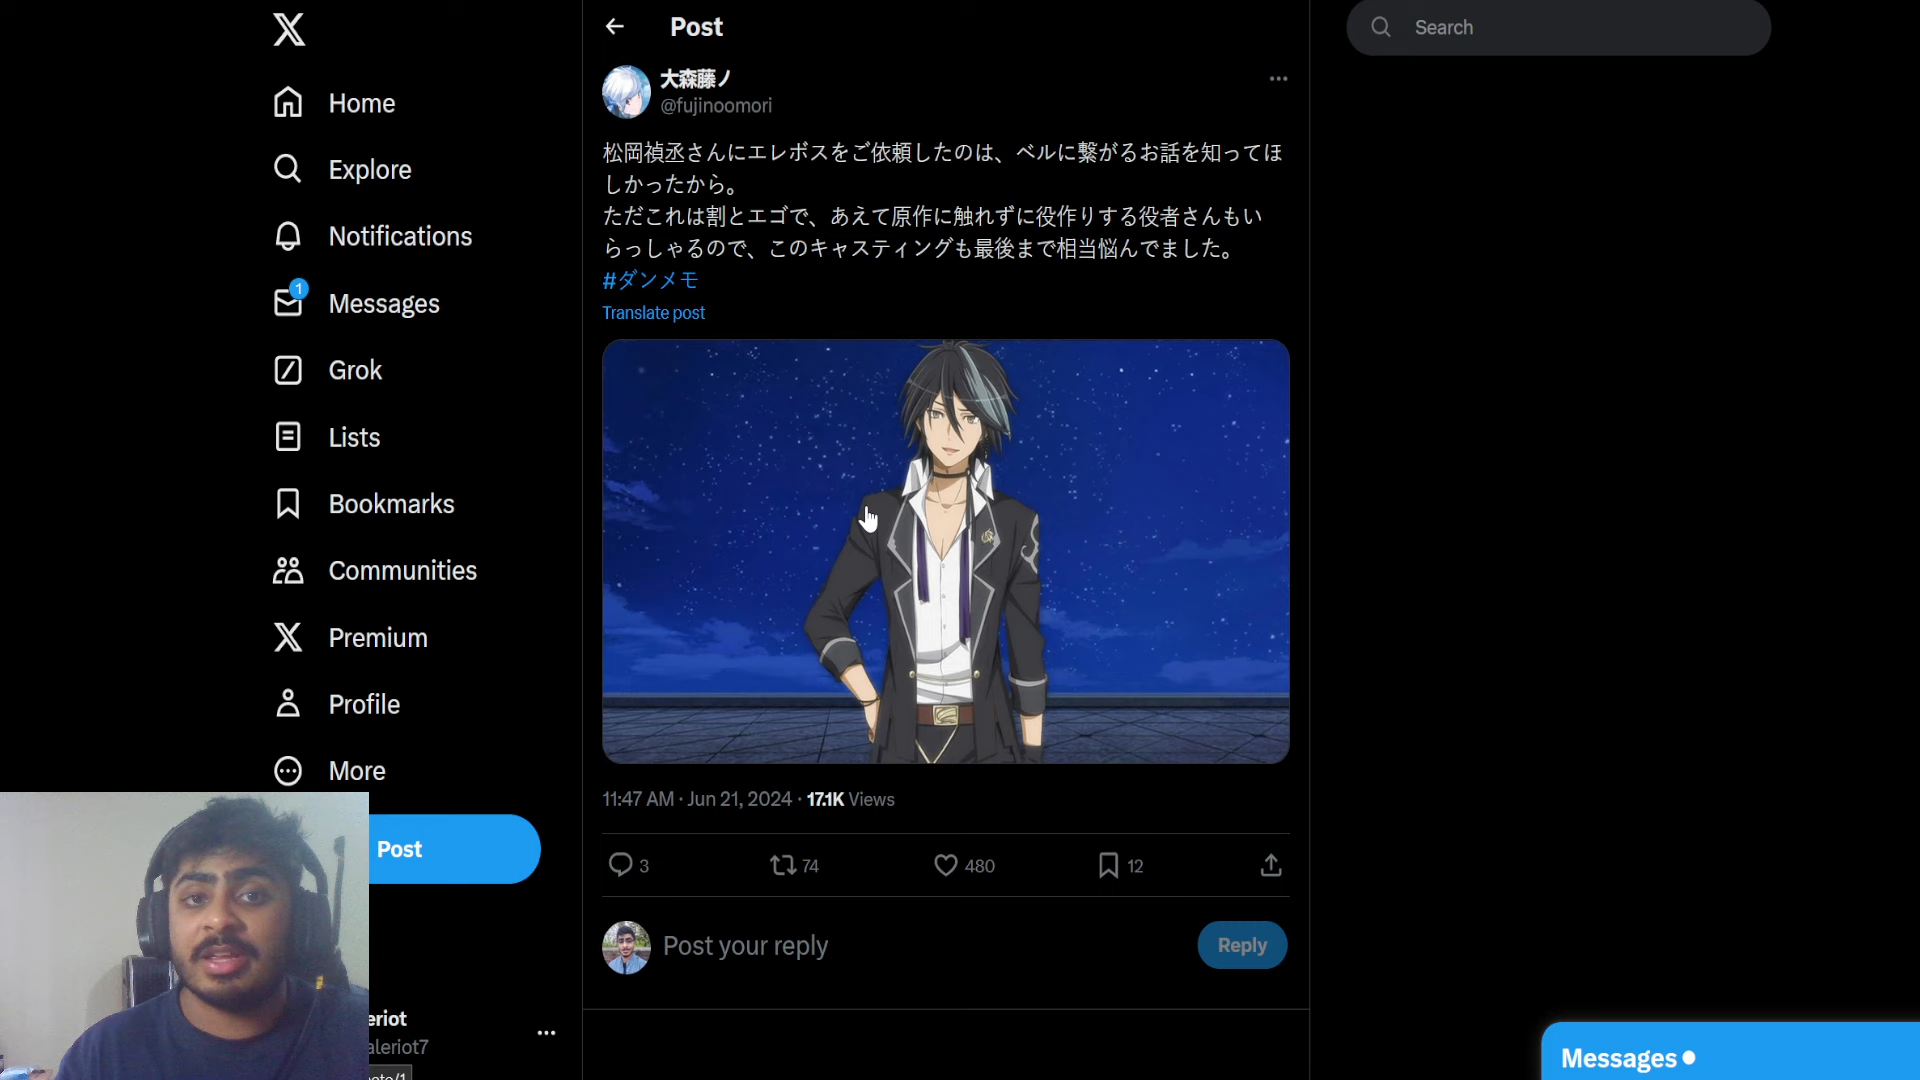 Home
Explore
Notifications
1
Messages
Grok
Lists
Bookmarks
Communities
Premium
Profile
More
Post
eriot
aleriot7
Post
大森藤ノ
@fujinoomori
松岡禎丞さんにエレボスをご依頼したのは、ベルに繋がるお話を知ってほ
しかったから。
ただこれは割とエゴで、あえて原作に触れずに役作りする役者さんもい
らっしゃるので、このキャスティングも最後まで相当悩んでました。
#ダンメモ
Translate post
11:47 AM · Jun 21, 2024 · 17.1K Views
3 74 480 12
Post your reply
Reply
Search
Messages